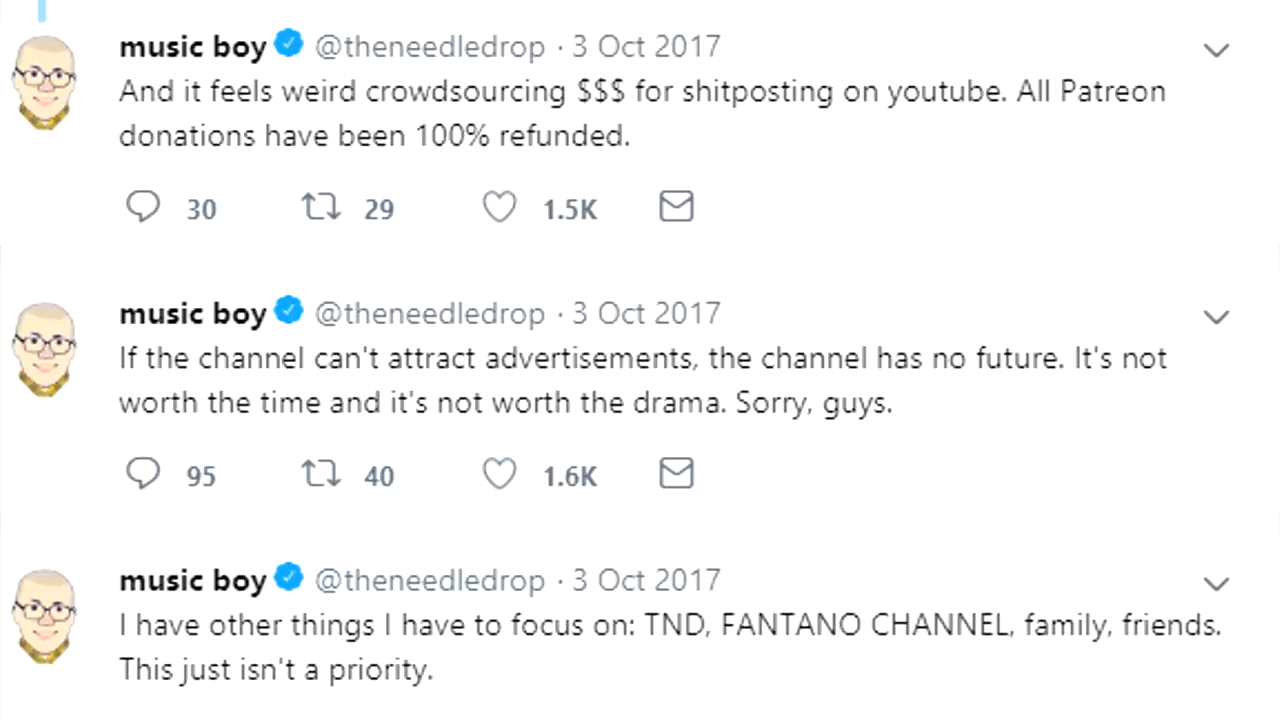 music boy @theneedledrop · 3 Oct 2017
And it feels weird crowdsourcing $$$ for shitposting on youtube. All Patreon
donations have been 100% refunded.
30 29 1.5K
music boy @theneedledrop · 3 Oct 2017
If the channel can't attract advertisements, the channel has no future. It's not
worth the time and it's not worth the drama. Sorry, guys.
95 40 1.6K
music boy @theneedledrop · 3 Oct 2017
I have other things I have to focus on: TND, FANTANO CHANNEL, family, friends.
This just isn't a priority.